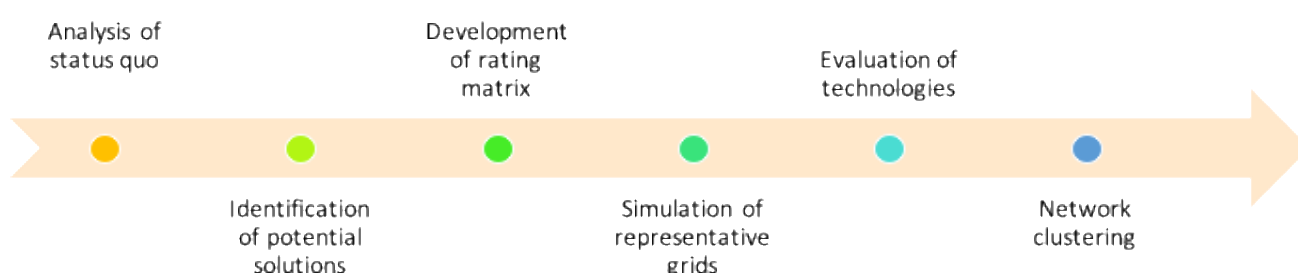 Analysis of
status quo
Identification
of potential
solutions
Development
of rating
matrix
Simulation of
representative
grids
Evaluation of
technologies
Network
clustering